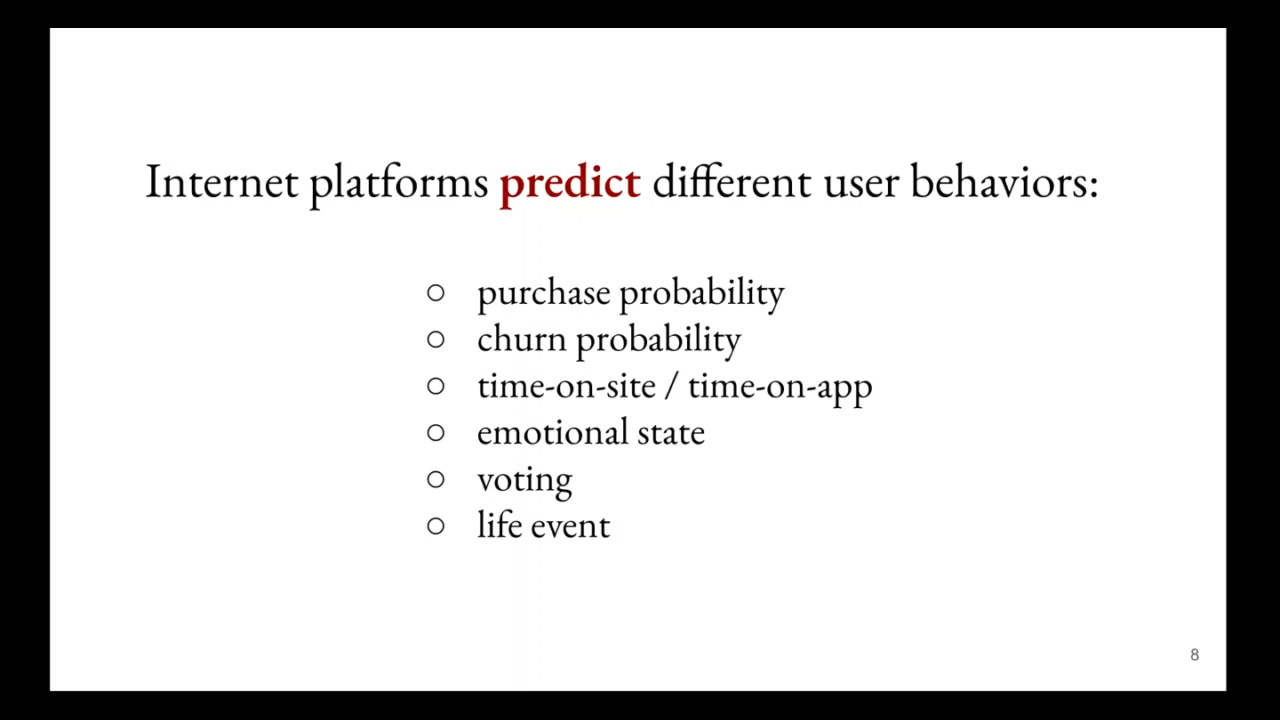 Internet platforms predict different user behaviors:
○ purchase probability
○ churn probability
○ time-on-site / time-on-app
○ emotional state
○ voting
○ life event
8